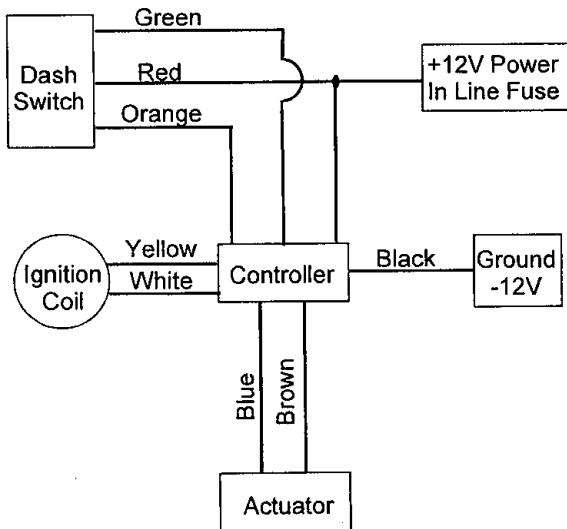 Green
Dash
Switch
Red
Orange
+12V Power
In Line Fuse
Ignition
Coil
Yellow
White
Controller
Black
Ground
-12V
Blue
Brown
Actuator